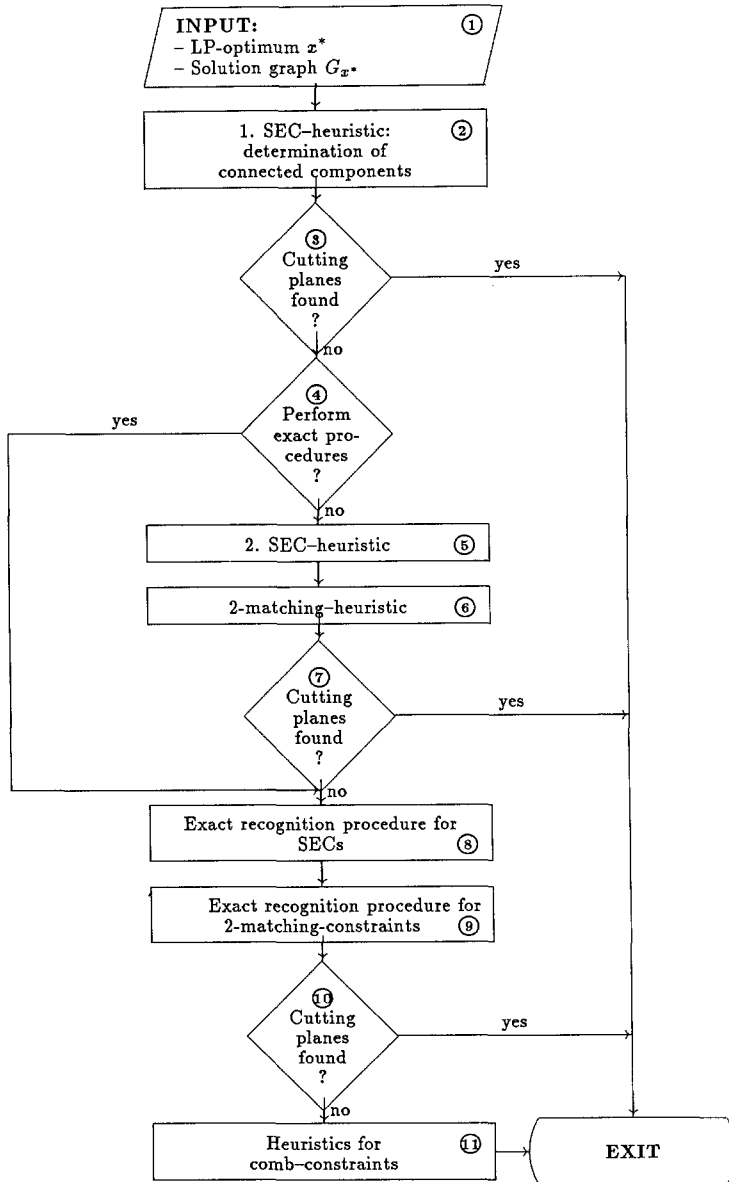 INPUT: ①
– LP-optimum x*
– Solution graph G_{x*}
1. SEC–heuristic: ②
determination of
connected components
③
Cutting
planes
found
?
yes
no
④
Perform
exact pro-
cedures
?
yes
no
2. SEC–heuristic ⑤
2-matching–heuristic ⑥
⑦
Cutting
planes
found
?
yes
no
Exact recognition procedure for
SECs ⑧
Exact recognition procedure for
2-matching-constraints ⑨
⑩
Cutting
planes
found
?
yes
no
Heuristics for ⑪
comb–constraints
EXIT